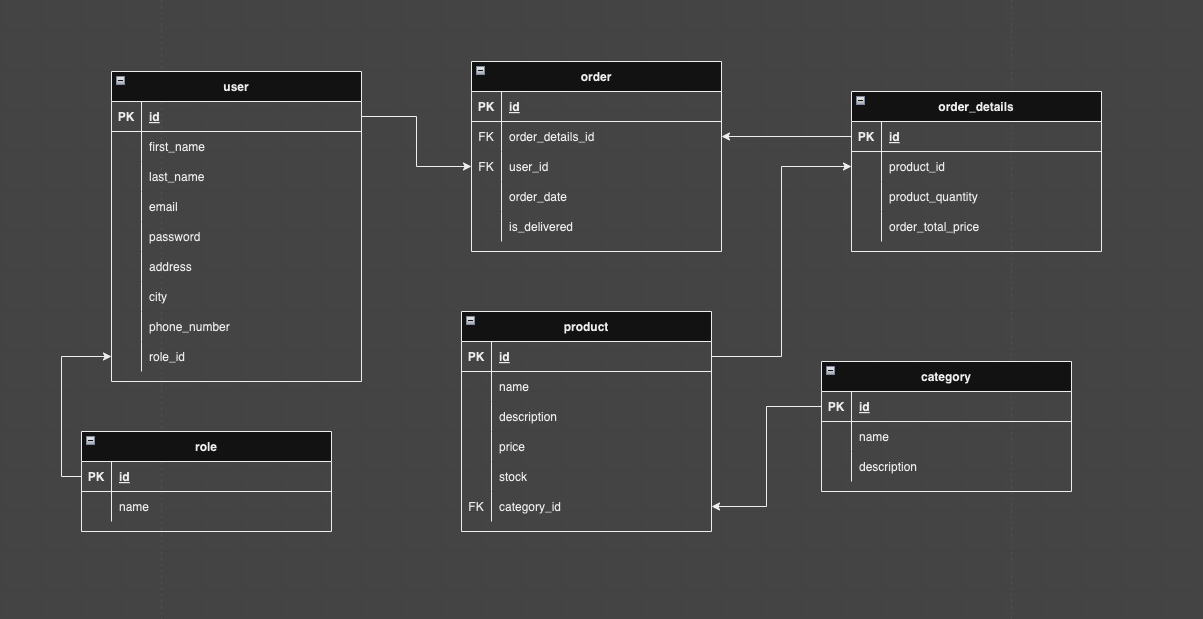 user
PK id
first_name
last_name
email
password
address
city
phone_number
role_id
order
PK id
FK order_details_id
FK user_id
order_date
is_delivered
order_details
PK id
product_id
product_quantity
order_total_price
role
PK id
name
product
PK id
name
description
price
stock
FK category_id
category
PK id
name
description